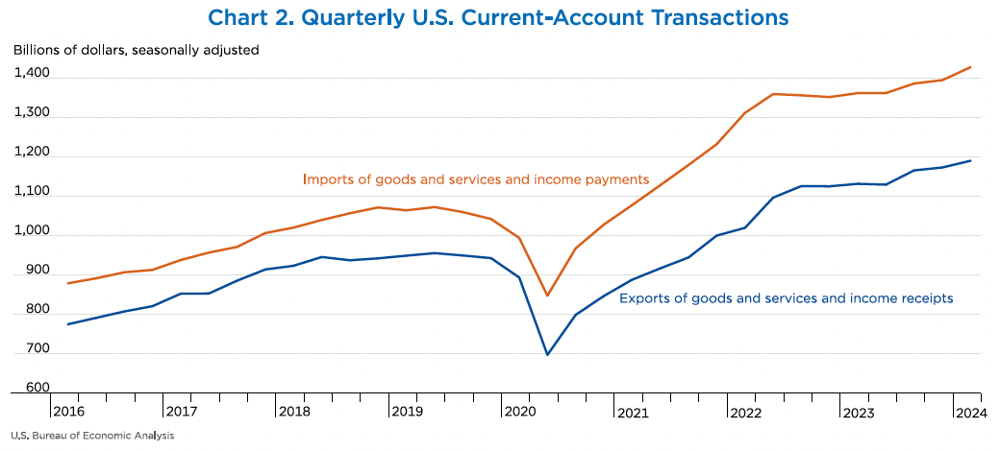 Chart 2. Quarterly U.S. Current-Account Transactions
Billions of dollars, seasonally adjusted
1,400
1,300
1,200
Imports of goods and services and income payments
1,100
1,000
900
Exports of goods and services and income receipts
800
700
600
2016 2017 2018 2019 2020 2021 2022 2023 2024
U.S. Bureau of Economic Analysis